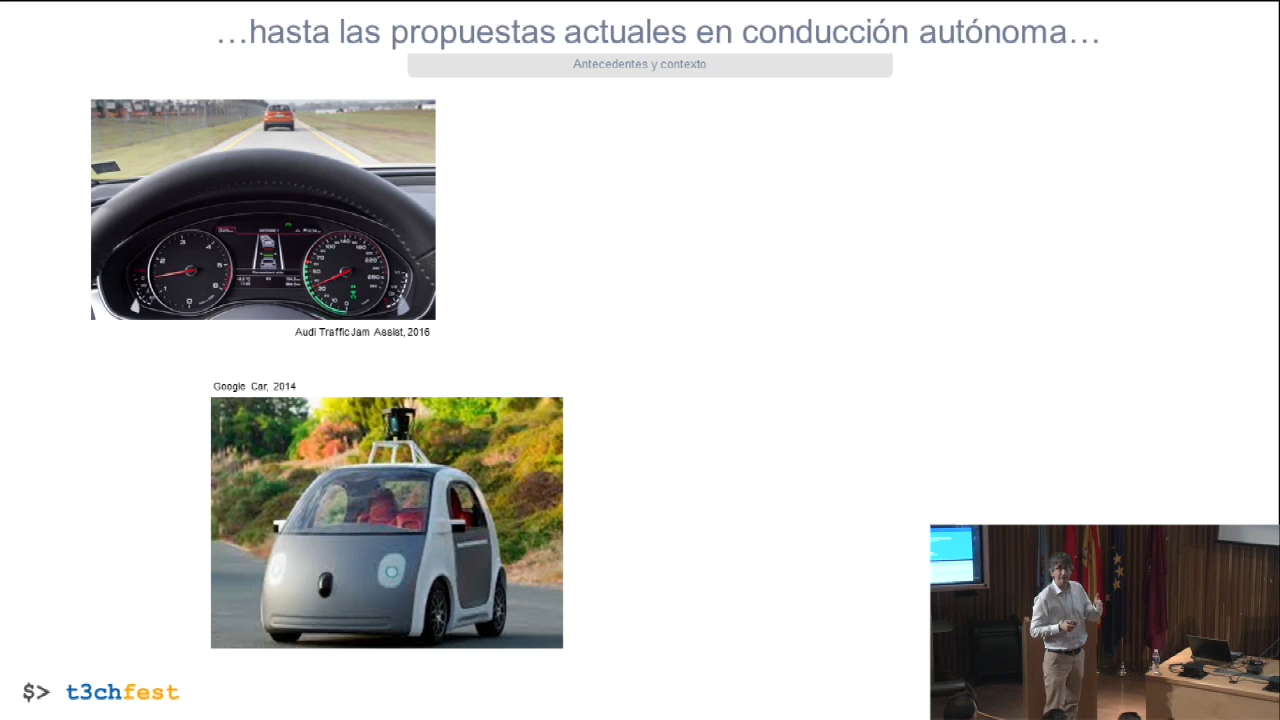 …hasta las propuestas actuales en conducción autónoma…
Antecedentes y contexto
Audi Traffic Jam Assist, 2016
Google Car, 2014
$> t3chfest